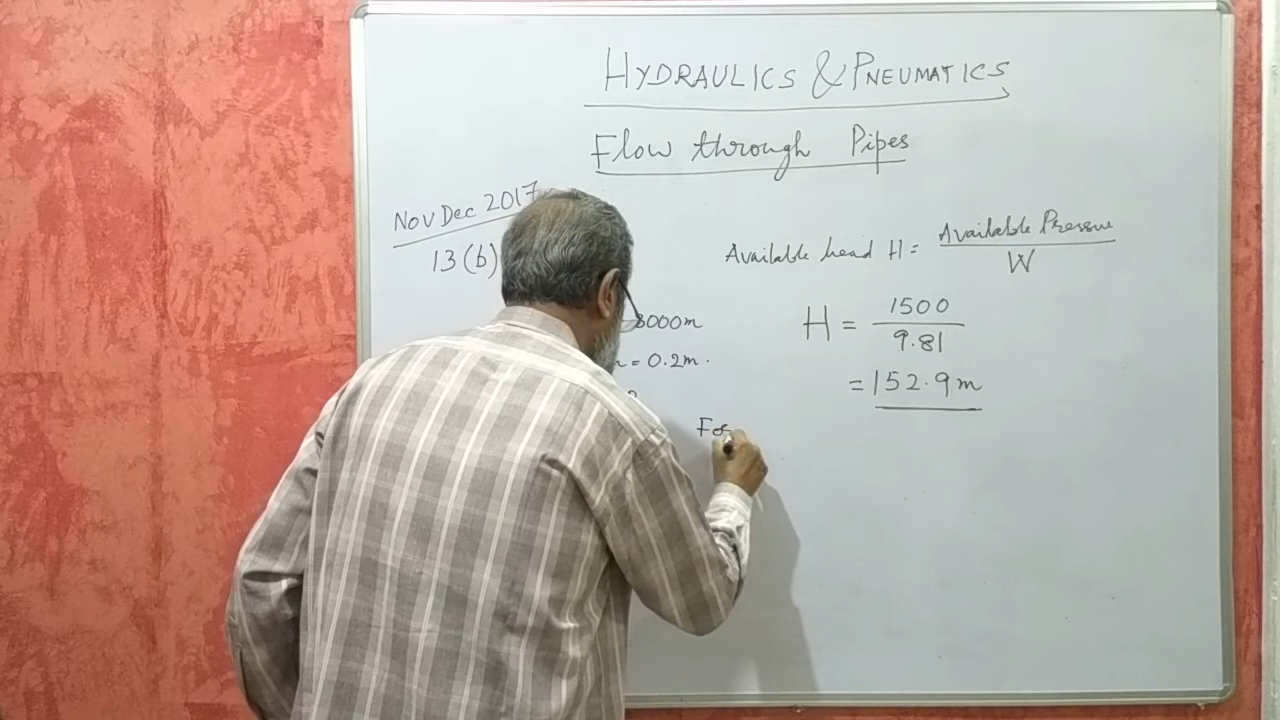 HYDRAULICS & PNEUMATICS
Flow through Pipes
Nov Dec 2017
13 (b)
8000m
= 0.2m.
Available head H = Available Pressure
W
H = 1500
9.81
= 152.9m